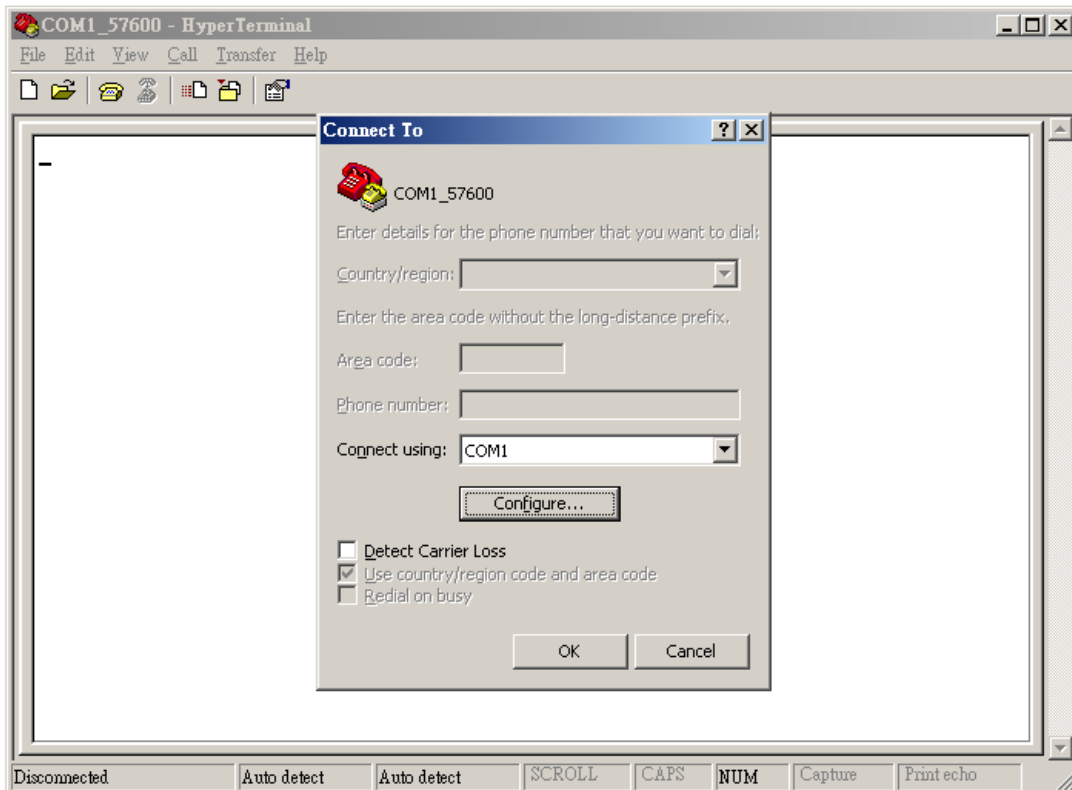 COM1_57600 - HyperTerminal
File Edit View Call Transfer Help
Connect To
COM1_57600
Enter details for the phone number that you want to dial:
Country/region:
Enter the area code without the long-distance prefix.
Area code:
Phone number:
Connect using: COM1
Configure...
Detect Carrier Loss
Use country/region code and area code
Redial on busy
OK Cancel
Disconnected Auto detect Auto detect SCROLL CAPS NUM Capture Print echo